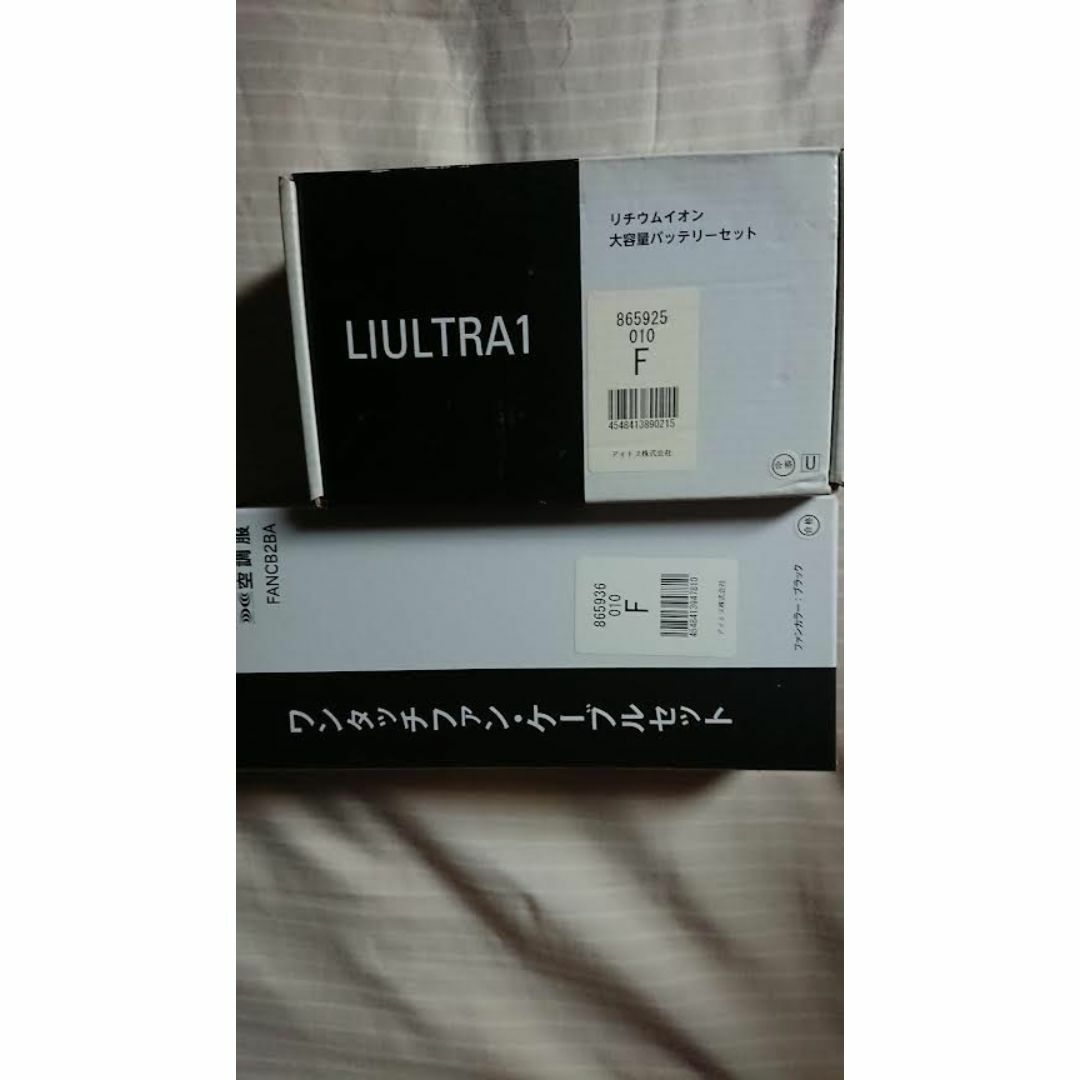 LIULTRA1
リチウムイオン
大容量バッテリーセット
865925
010
F
4548413890215
アイトス株式会社
合格
U
空調服
FANCB2BA
865936
010
F
4548413947810
アイトス株式会社
合格
ファンカラー：ブラック
ワンタッチファン・ケーブルセット